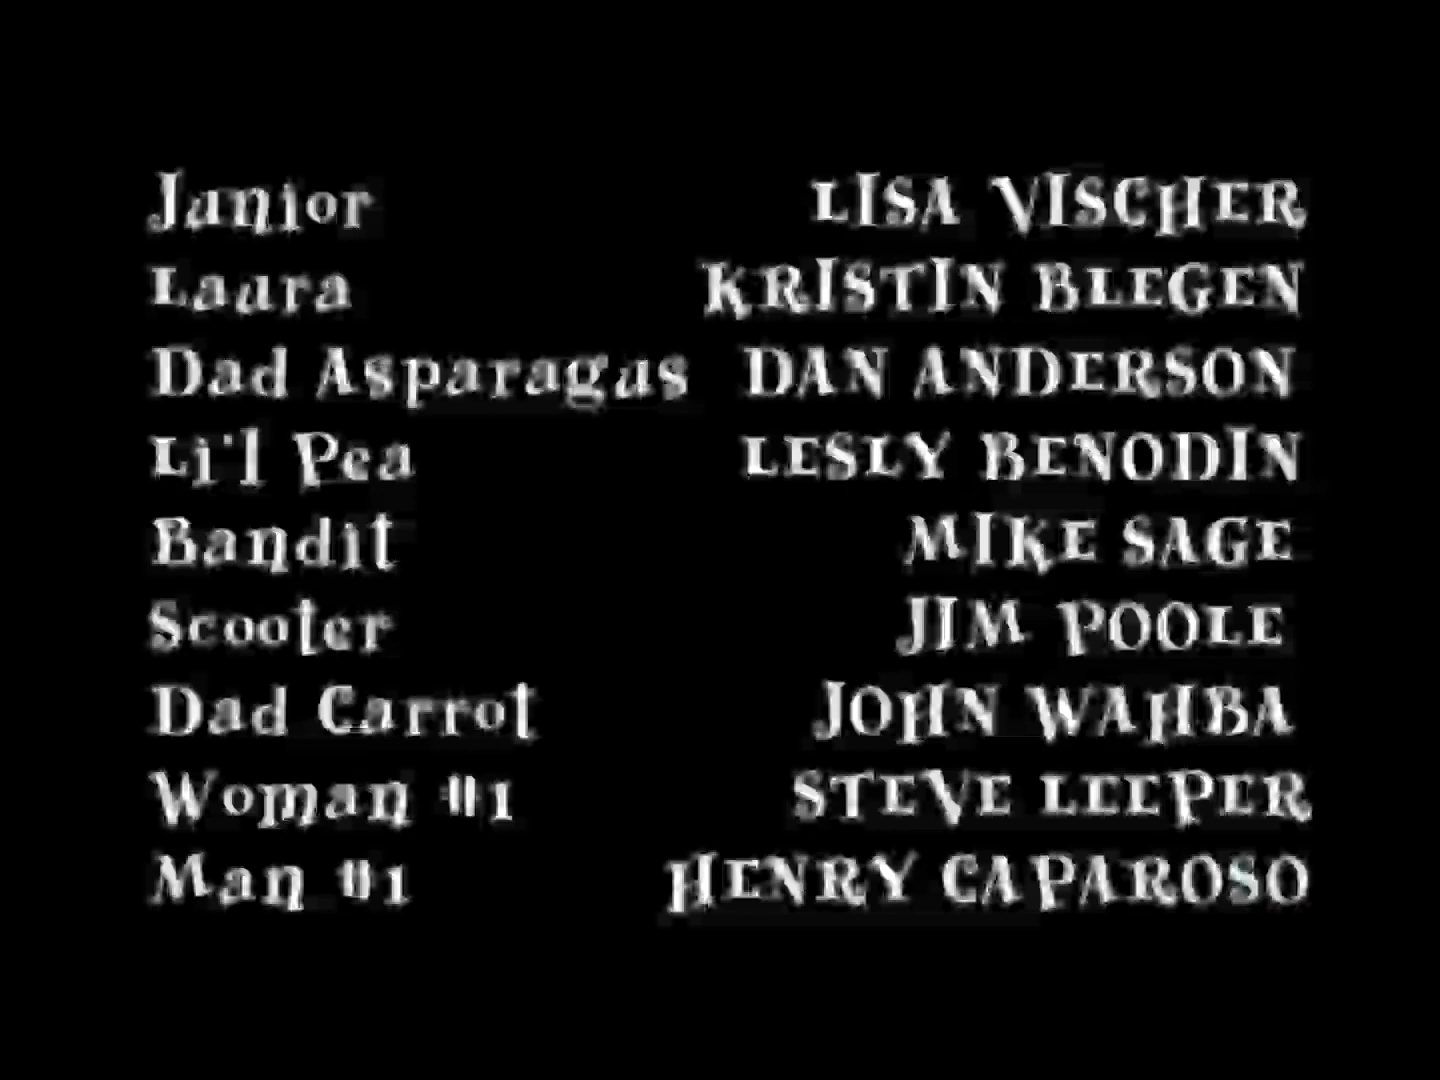 Junior LISA VISCHER
Laura KRISTIN BLEGEN
Dad Asparagus DAN ANDERSON
Li'l Pea LESLY BENODIN
Bandit MIKE SAGE
Scooter JIM POOLE
Dad Carrot JOHN WAHBA
Woman #1 STEVE LEEPER
Man #1 HENRY CAPAROSO